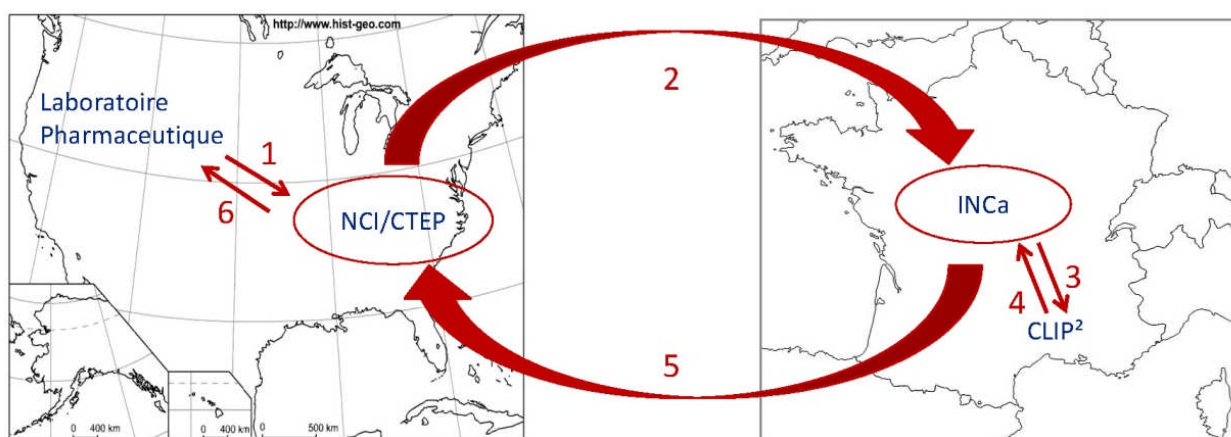 http://www.hist-geo.com
Laboratoire
Pharmaceutique
1
6
NCI/CTEP
2
INCa
3
4
CLIP²
5
0 400 km
0 400 km
0 500 km